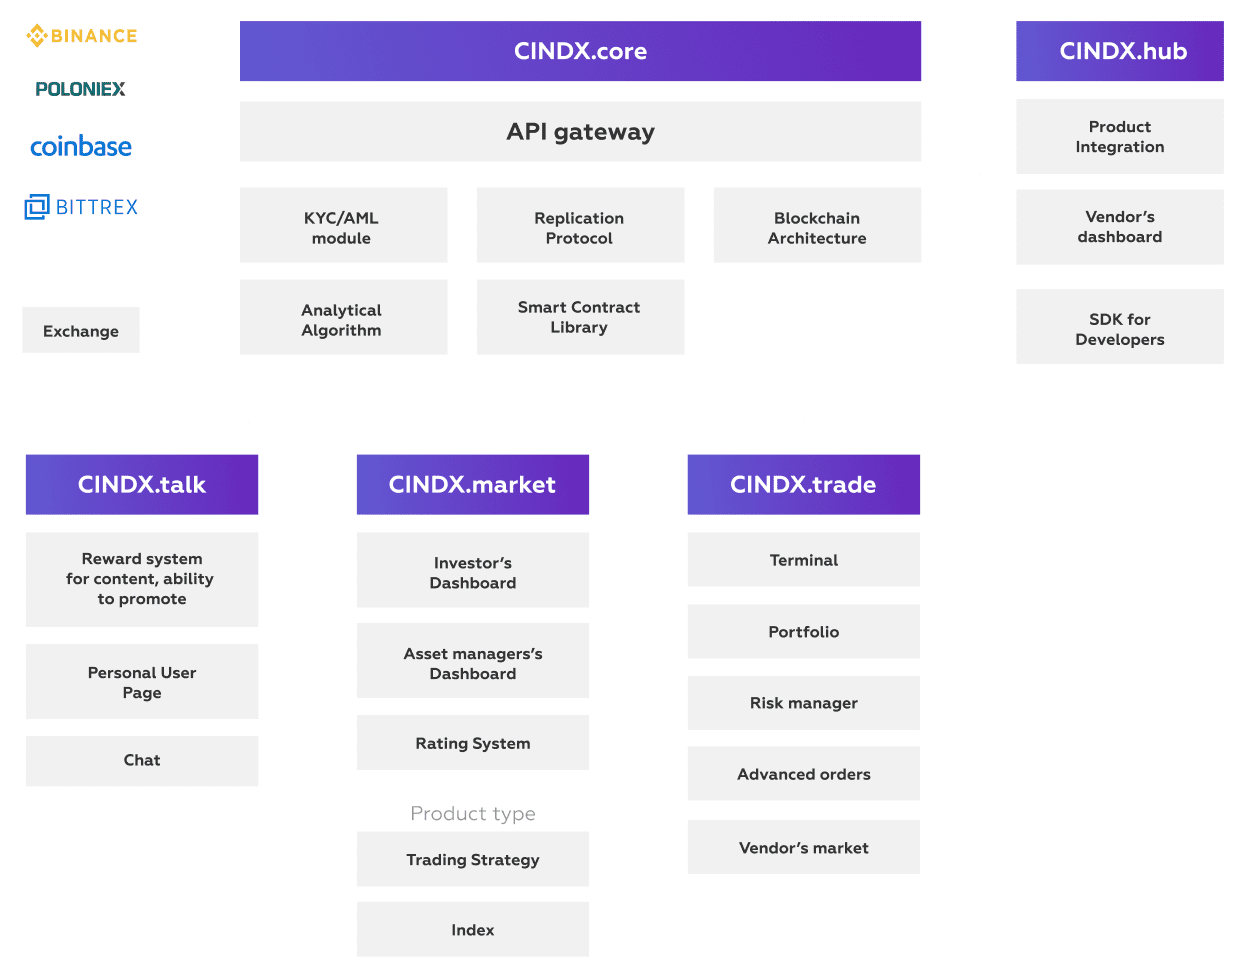 BINANCE
POLONIEX
coinbase
BITTREX
Exchange
CINDX.core
API gateway
KYC/AML
module
Replication
Protocol
Blockchain
Architecture
Analytical
Algorithm
Smart Contract
Library
CINDX.hub
Product
Integration
Vendor’s
dashboard
SDK for
Developers
CINDX.talk
Reward system
for content, ability
to promote
Personal User
Page
Chat
CINDX.market
Investor’s
Dashboard
Asset managers’s
Dashboard
Rating System
Product type
Trading Strategy
Index
CINDX.trade
Terminal
Portfolio
Risk manager
Advanced orders
Vendor’s market